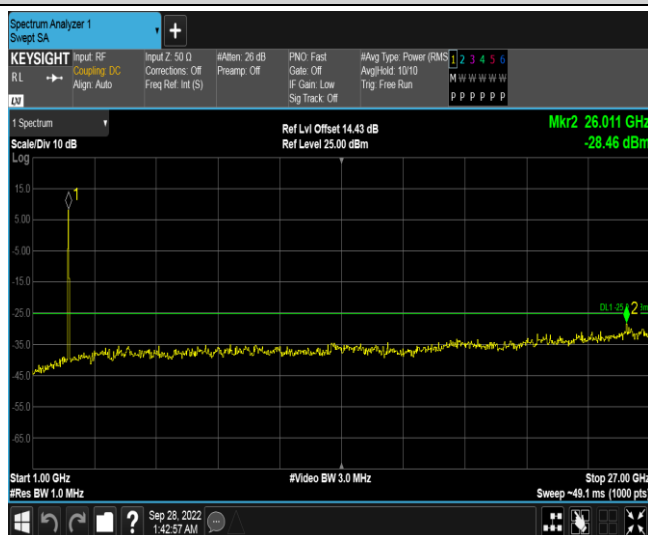 Spectrum Analyzer 1
Swept SA
+
KEYSIGHT
RL
LXI
Input: RF
Coupling: DC
Align: Auto
Input Z: 50 Ω
Corrections: Off
Freq Ref: Int (S)
#Atten: 26 dB
Preamp: Off
PNO: Fast
Gate: Off
IF Gain: Low
Sig Track: Off
#Avg Type: Power (RMS
Avg|Hold: 10/10
Trig: Free Run
1 2 3 4 5 6
M W W W W W
P P P P P P
1 Spectrum
Scale/Div 10 dB
Log
Ref Lvl Offset 14.43 dB
Ref Level 25.00 dBm
Mkr2 26.011 GHz
-28.46 dBm
15.0
5.00
-5.00
-15.0
-25.0
-35.0
-45.0
-55.0
-65.0
1
2
Start 1.00 GHz
#Res BW 1.0 MHz
#Video BW 3.0 MHz
Stop 27.00 GHz
Sweep ~49.1 ms (1000 pts)
?
Sep 28, 2022
1:42:57 AM